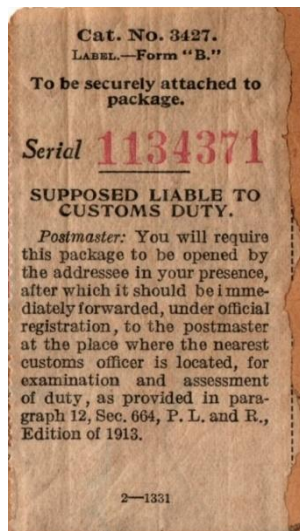 Cat. No. 3427.
LABEL.—Form "B."
To be securely attached to
package.
Serial 1134371
SUPPOSED LIABLE TO
CUSTOMS DUTY.
Postmaster: You will require
this package to be opened by
the addressee in your presence,
after which it should be imme-
diately forwarded, under official
registration, to the postmaster
at the place where the nearest
customs officer is located, for
examination and assessment
of duty, as provided in para-
graph 12, Sec. 664, P. L. and R.,
Edition of 1913.
2—1331